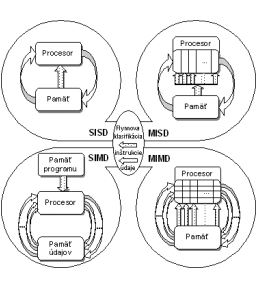 Procesor
Pamäť
SISD
Procesor
Pamäť
MISD
Flynnova
klasifikácia
inštrukcie
údaje
SIMD
Pamäť
programu
Procesor
Pamäť
údajov
MIMD
Procesor
Pamäť